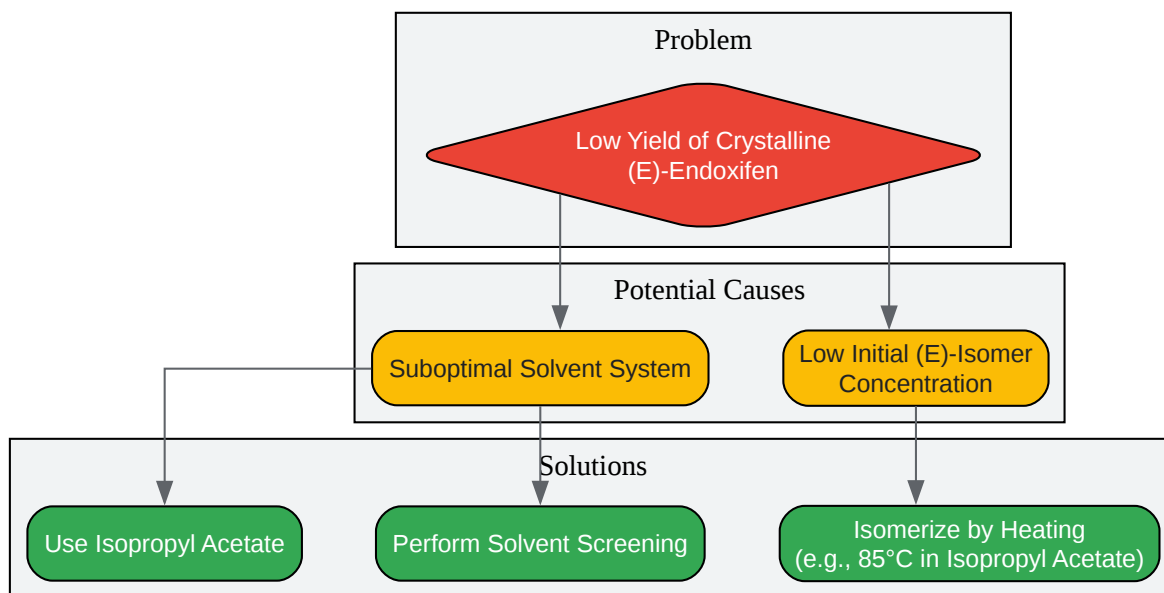 Problem
Low Yield of Crystalline
(E)-Endoxifen
Potential Causes
Suboptimal Solvent System
Low Initial (E)-Isomer
Concentration
Solutions
Use Isopropyl Acetate
Perform Solvent Screening
Isomerize by Heating
(e.g., 85°C in Isopropyl Acetate)